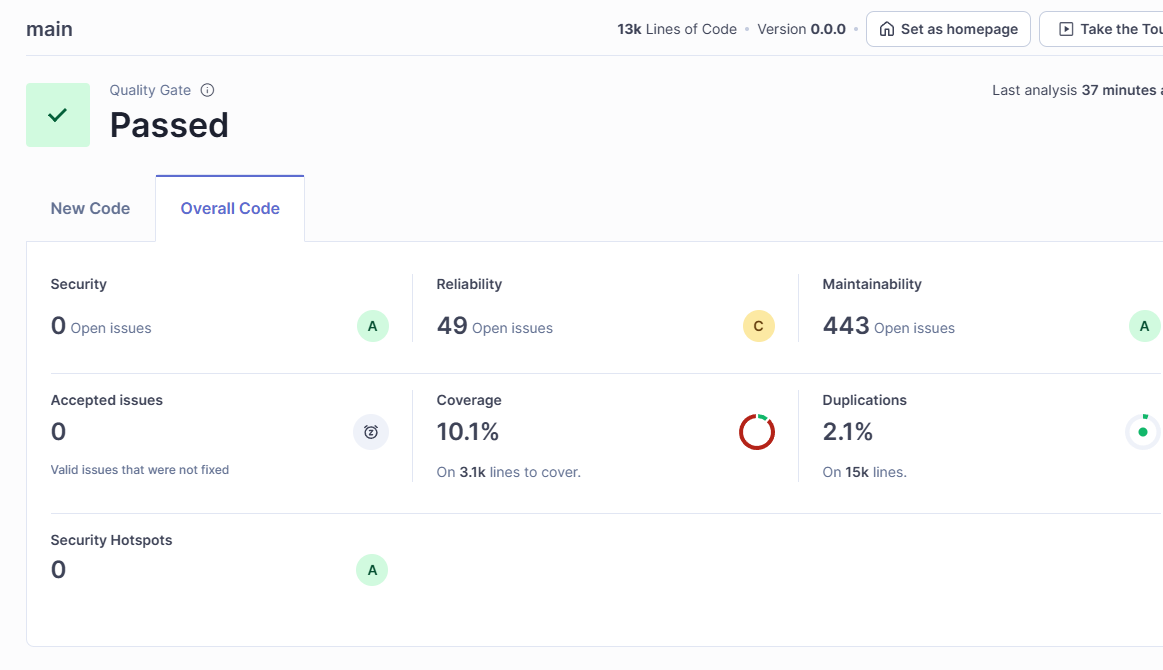 main
13k Lines of Code • Version 0.0.0 • Set as homepage Take the Tou
Quality Gate
Passed
Last analysis 37 minutes a
New Code Overall Code
Security Reliability Maintainability
0 Open issues A 49 Open issues C 443 Open issues A
Accepted issues Coverage Duplications
0 10.1% 2.1%
Valid issues that were not fixed On 3.1k lines to cover. On 15k lines.
Security Hotspots
0 A